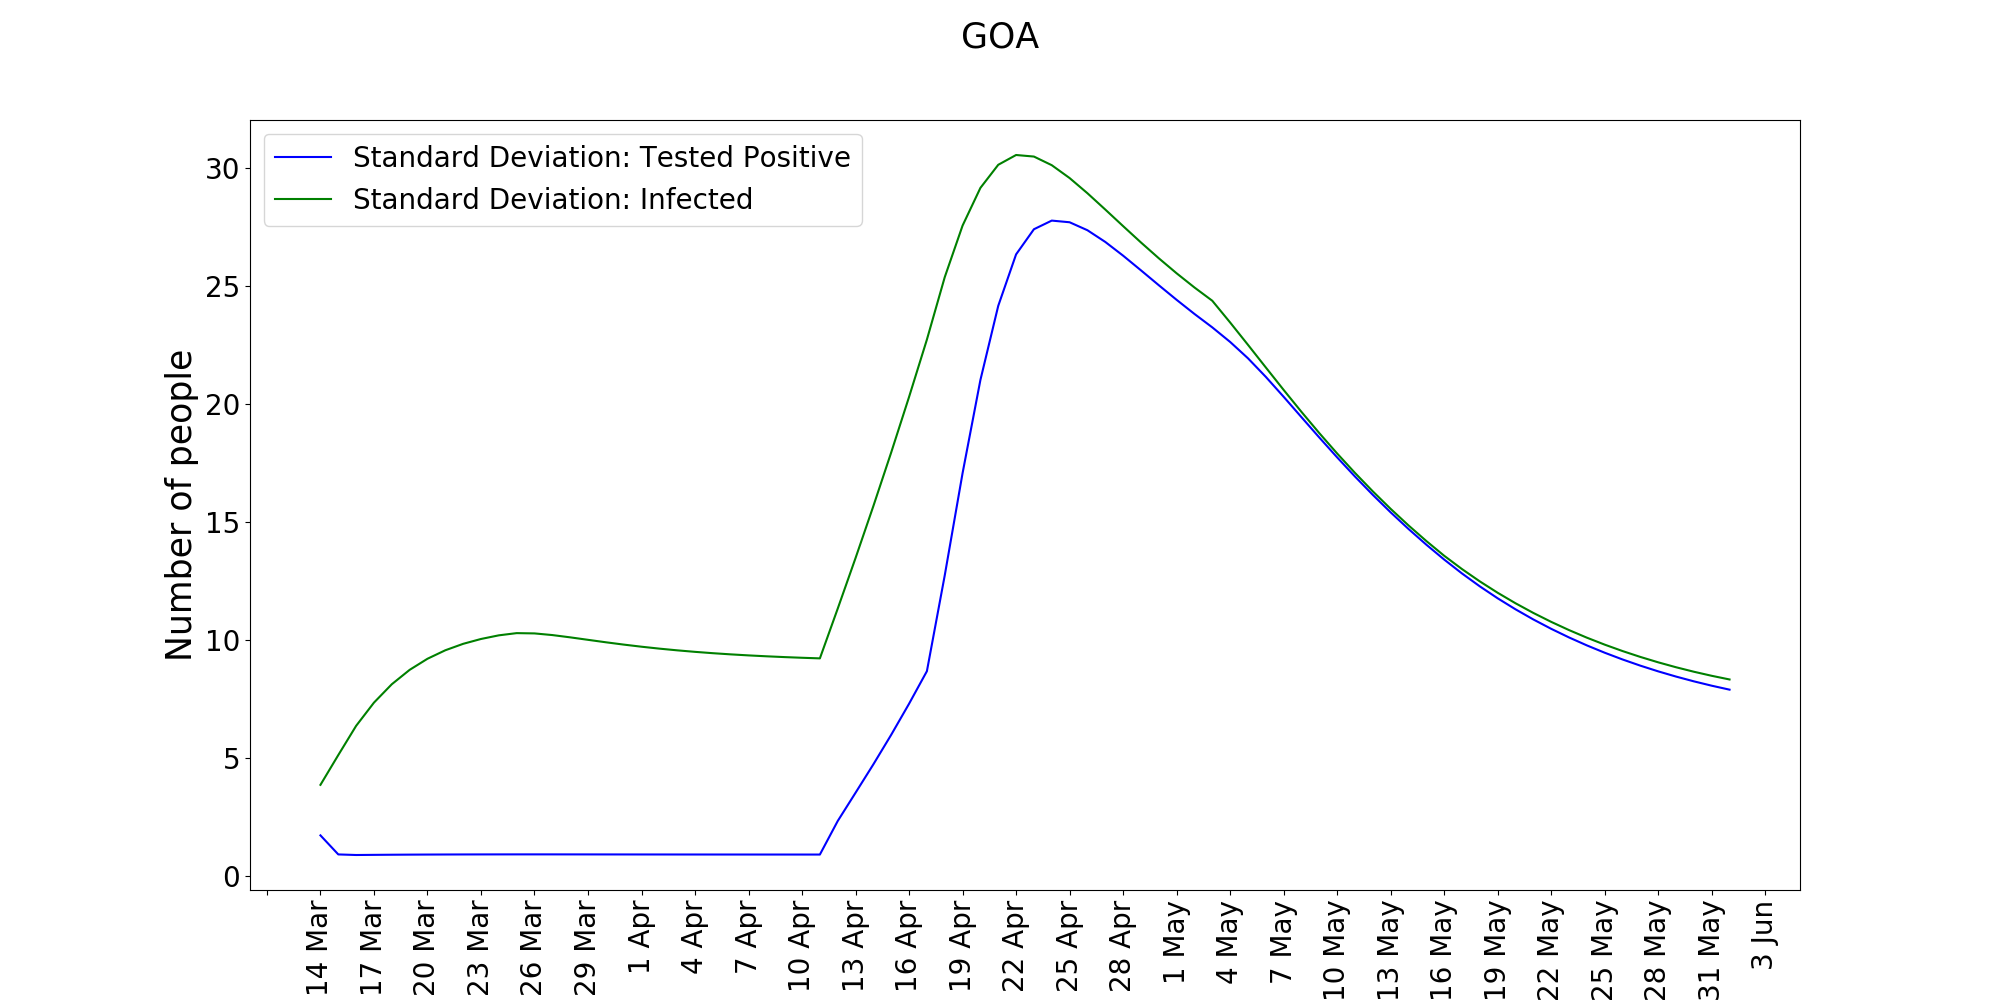 GOA
Standard Deviation: Tested Positive
Standard Deviation: Infected
Number of people
30
25
20
15
10
5
0
14 Mar
17 Mar
20 Mar
23 Mar
26 Mar
29 Mar
1 Apr
4 Apr
7 Apr
10 Apr
13 Apr
16 Apr
19 Apr
22 Apr
25 Apr
28 Apr
1 May
4 May
7 May
10 May
13 May
16 May
19 May
22 May
25 May
28 May
31 May
3 Jun